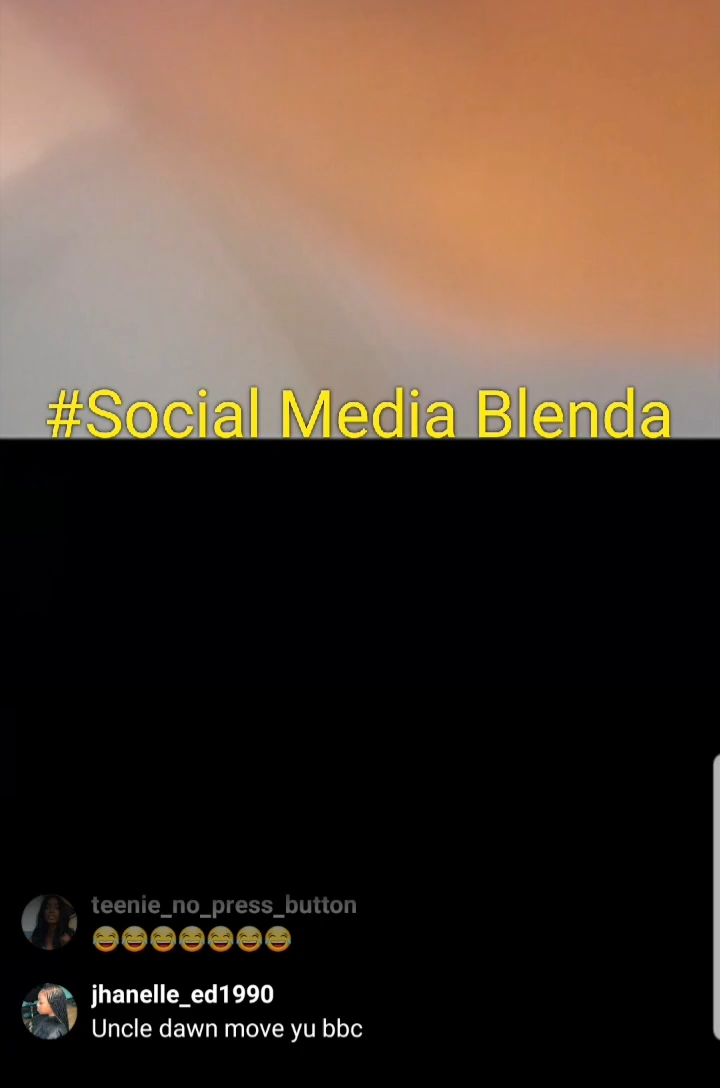 #Social Media Blenda
teenie_no_press_button
😂😂😂😂😂😂😂
jhanelle_ed1990
Uncle dawn move yu bbc